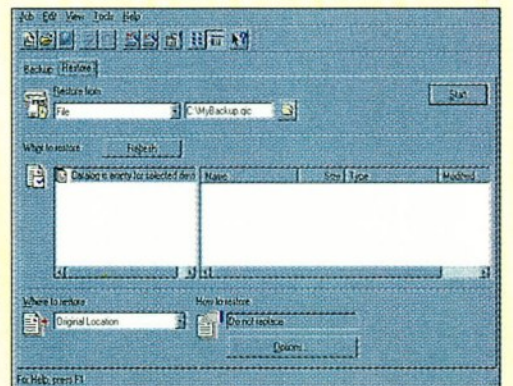 Job Edit View Tools Help
Backup Restore
Restore from
File C:\MyBackup.qic
Start
What to restore Refresh
Catalog is empty for selected
Name Size Type Modified
Where to restore
Original Location
How to restore
Do not replace
Options
For Help, press F1